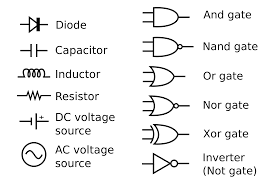 Diode
Capacitor
Inductor
Resistor
DC voltage
source
AC voltage
source
And gate
Nand gate
Or gate
Nor gate
Xor gate
Inverter
(Not gate)